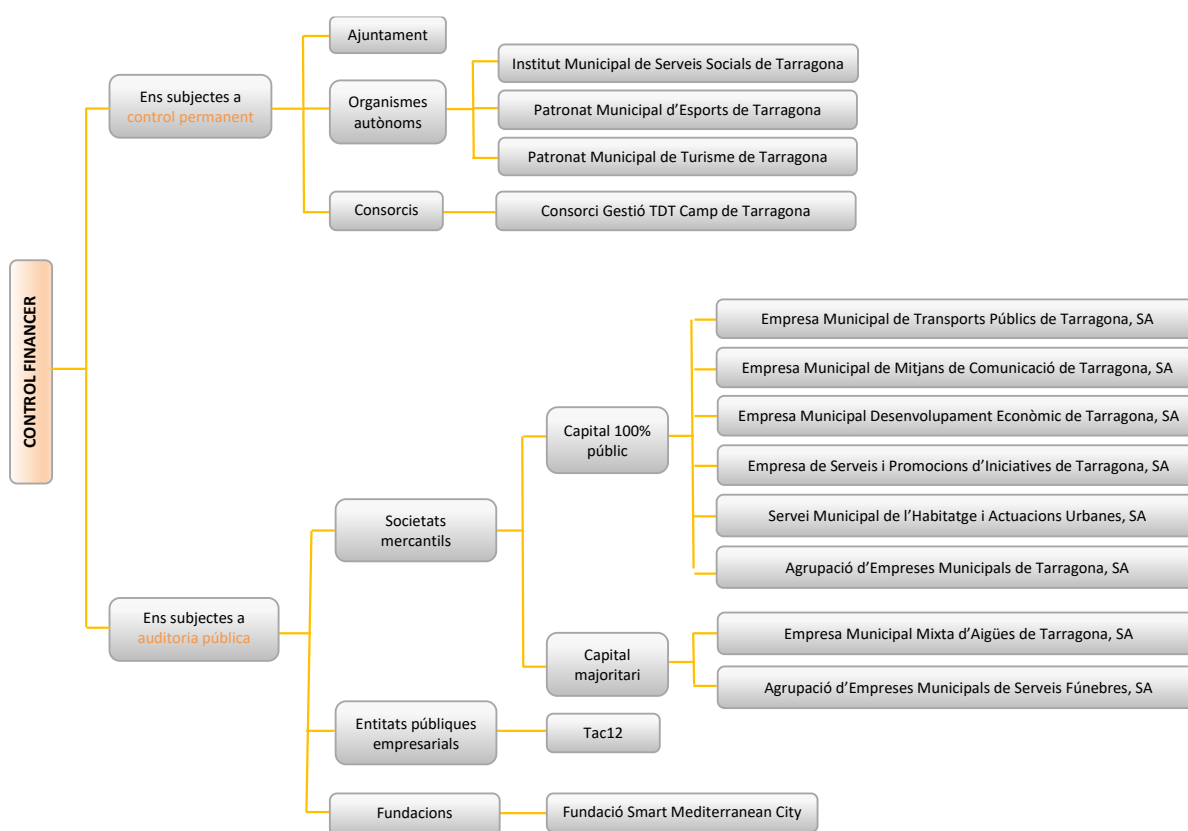 CONTROL FINANCER
Ens subjectes a
control permanent
Ajuntament
Organismes
autònoms
Institut Municipal de Serveis Socials de Tarragona
Patronat Municipal d'Esports de Tarragona
Patronat Municipal de Turisme de Tarragona
Consorcis
Consorci Gestió TDT Camp de Tarragona
Ens subjectes a
auditoria pública
Societats
mercantils
Capital 100%
públic
Empresa Municipal de Transports Públics de Tarragona, SA
Empresa Municipal de Mitjans de Comunicació de Tarragona, SA
Empresa Municipal Desenvolupament Econòmic de Tarragona, SA
Empresa de Serveis i Promocions d'Iniciatives de Tarragona, SA
Servei Municipal de l'Habitatge i Actuacions Urbanes, SA
Agrupació d'Empreses Municipals de Tarragona, SA
Capital
majoritari
Empresa Municipal Mixta d'Aigües de Tarragona, SA
Agrupació d'Empreses Municipals de Serveis Fúnebres, SA
Entitats públiques
empresarials
Tac12
Fundacions
Fundació Smart Mediterranean City